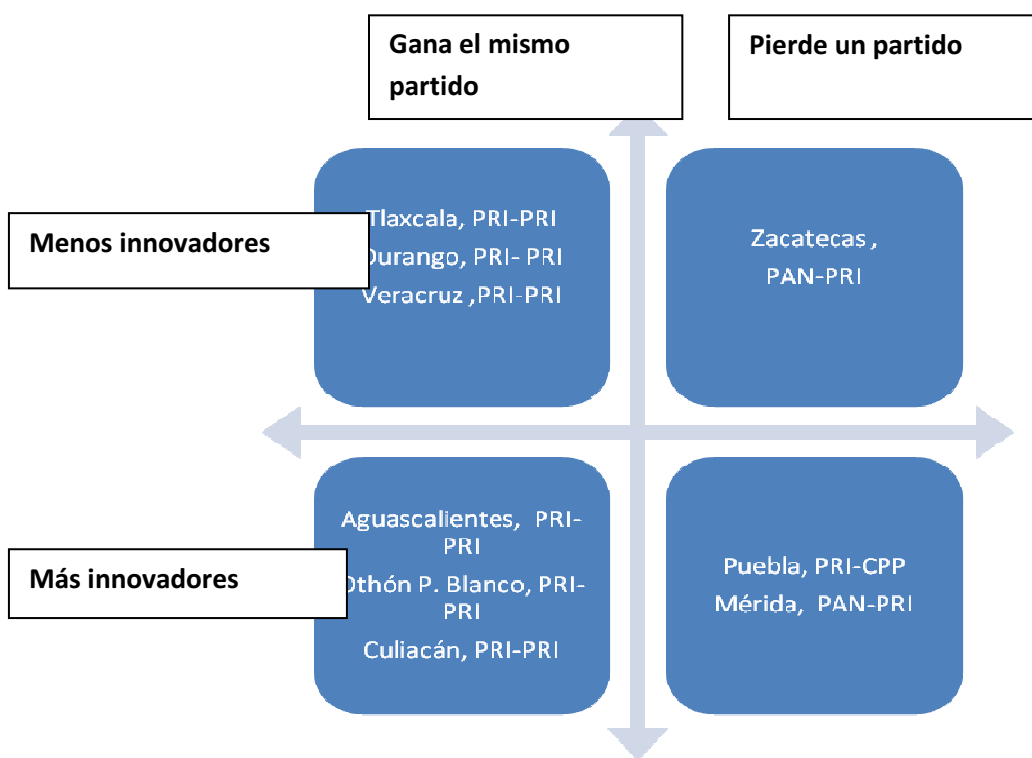 Gana el mismo
partido
Pierde un partido
Menos innovadores
Tlaxcala, PRI-PRI
Durango, PRI- PRI
Veracruz ,PRI-PRI
Zacatecas ,
PAN-PRI
Más innovadores
Aguascalientes, PRI-
PRI
Othón P. Blanco, PRI-
PRI
Culiacán, PRI-PRI
Puebla, PRI-CPP
Mérida, PAN-PRI